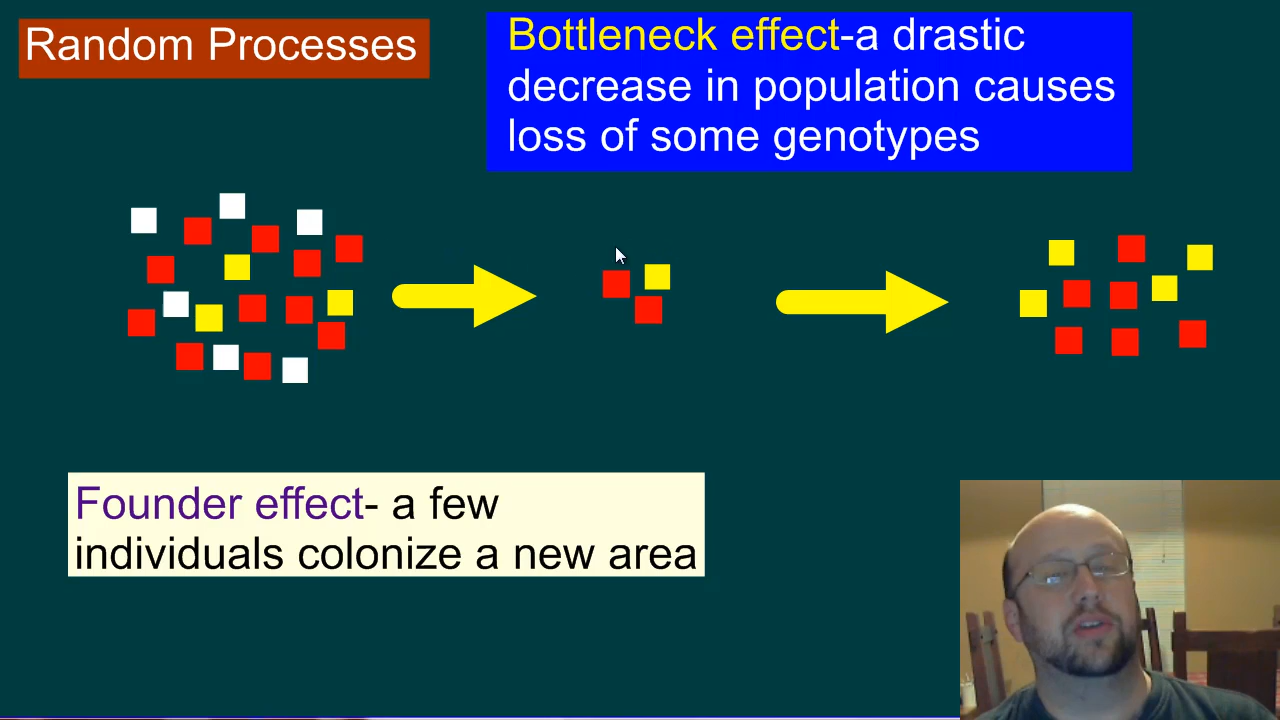 Random Processes
Bottleneck effect-a drastic
decrease in population causes
loss of some genotypes
Founder effect- a few
individuals colonize a new area